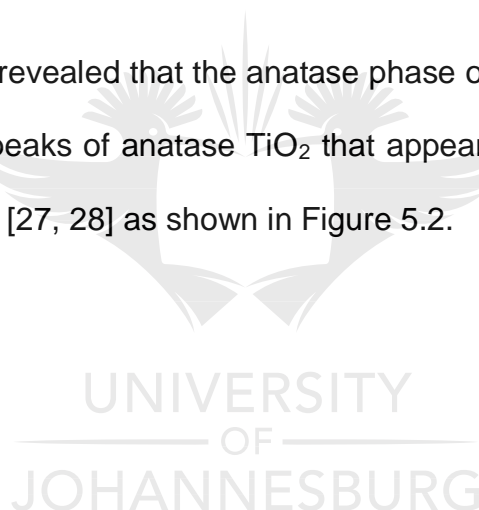 revealed that the anatase phase o
peaks of anatase TiO₂ that appear
[27, 28] as shown in Figure 5.2.
UNIVERSITY
OF
JOHANNESBURG